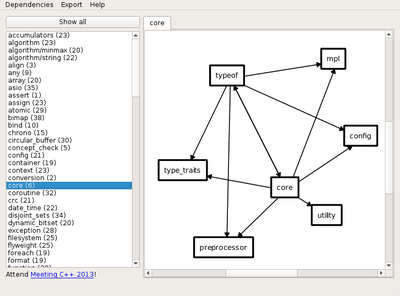 Dependencies Export Help
Show all
core
accumulators (23)
algorithm (23)
algorithm/minmax (20)
algorithm/string (22)
align (3)
any (9)
array (20)
asio (35)
assert (1)
assign (23)
atomic (29)
bimap (38)
bind (10)
chrono (15)
circular_buffer (30)
concept_check (5)
config (21)
container (19)
context (23)
conversion (2)
core (6)
coroutine (32)
crc (21)
date_time (22)
disjoint_sets (34)
dynamic_bitset (20)
exception (28)
filesystem (25)
flyweight (25)
foreach (19)
format (19)
mpl
typeof
config
type_traits
core
utility
preprocessor
Attend Meeting C++ 2013!